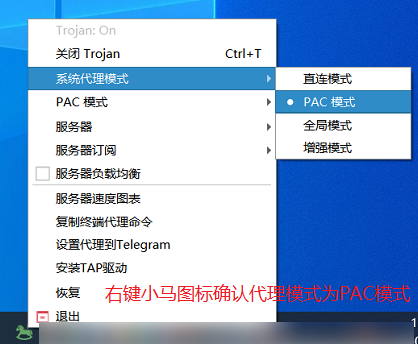 Trojan: On
关闭 Trojan Ctrl+T
系统代理模式
直连模式
PAC 模式
全局模式
增强模式
PAC 模式
服务器
服务器订阅
服务器负载均衡
服务器速度图表
复制终端代理命令
设置代理到Telegram
安装TAP驱动
恢复
右键小马图标确认代理模式为PAC模式
退出
1